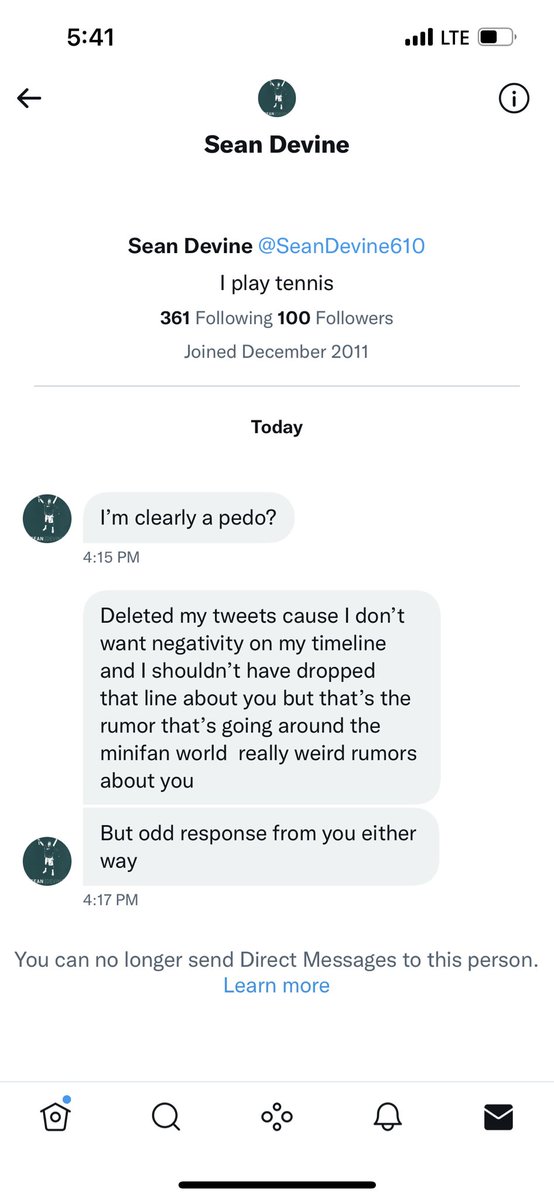 5:41
LTE
Sean Devine
Sean Devine @SeanDevine610
I play tennis
361 Following 100 Followers
Joined December 2011
Today
I’m clearly a pedo?
4:15 PM
Deleted my tweets cause I don’t
want negativity on my timeline
and I shouldn’t have dropped
that line about you but that’s the
rumor that’s going around the
minifan world  really weird rumors
about you
But odd response from you either
way
4:17 PM
You can no longer send Direct Messages to this person.
Learn more